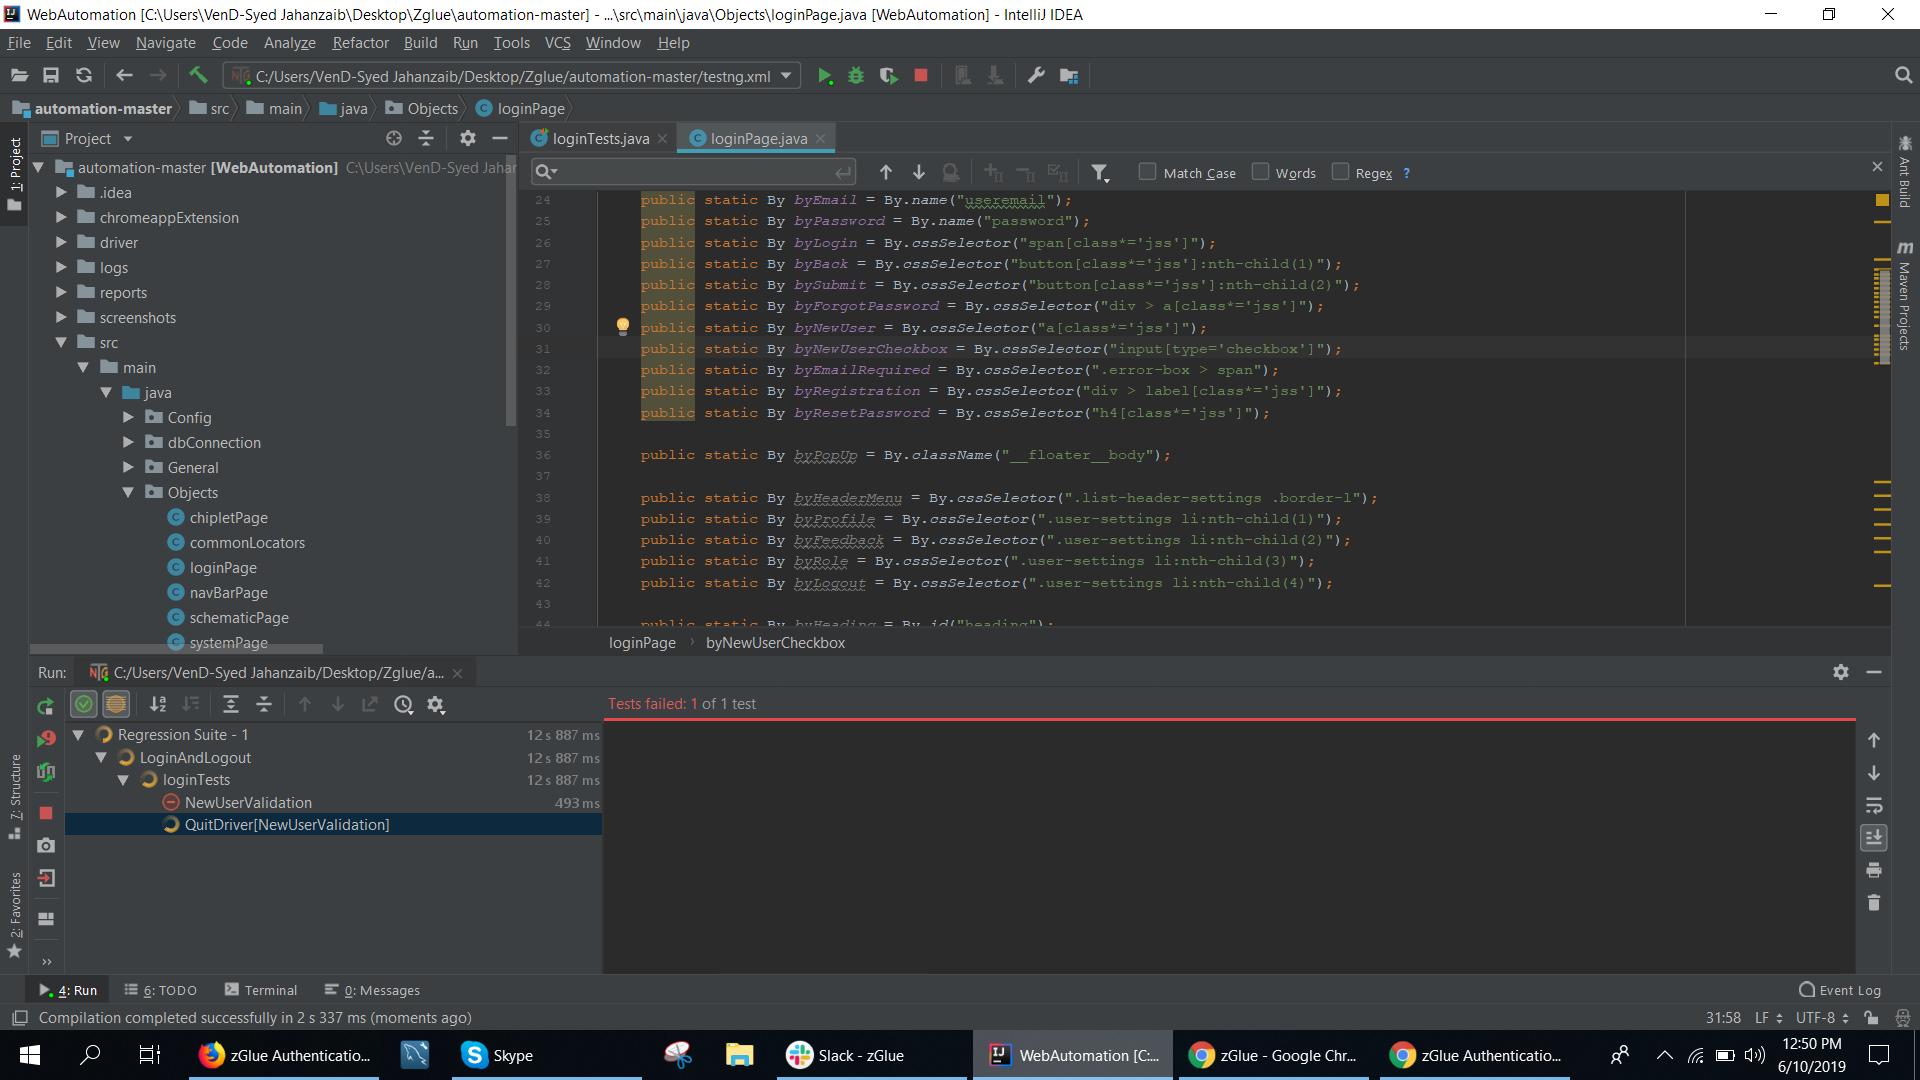 WebAutomation [C:\Users\VenD-Syed Jahanzaib\Desktop\Zglue\automation-master] - ...\src\main\java\Objects\loginPage.java [WebAutomation] - IntelliJ IDEA
File Edit View Navigate Code Analyze Refactor Build Run Tools VCS Window Help
C:/Users/VenD-Syed Jahanzaib/Desktop/Zglue/automation-master/testng.xml
automation-master src main java Objects loginPage
1: Project
Project
automation-master [WebAutomation] C:\Users\VenD-Syed Jahar
.idea
chromeappExtension
driver
logs
reports
screenshots
src
main
java
Config
dbConnection
General
Objects
chipletPage
commonLocators
loginPage
navBarPage
schematicPage
systemPage
loginTests.java loginPage.java
Match Case Words Regex ?
24 public static By byEmail = By.name("useremail");
25 public static By byPassword = By.name("password");
26 public static By byLogin = By.cssSelector("span[class*='jss']");
27 public static By byBack = By.cssSelector("button[class*='jss']:nth-child(1)");
28 public static By bySubmit = By.cssSelector("button[class*='jss']:nth-child(2)");
29 public static By byForgotPassword = By.cssSelector("div > a[class*='jss']");
30 public static By byNewUser = By.cssSelector("a[class*='jss']");
31 public static By byNewUserCheckbox = By.cssSelector("input[type='checkbox']");
32 public static By byEmailRequired = By.cssSelector(".error-box > span");
33 public static By byRegistration = By.cssSelector("div > label[class*='jss']");
34 public static By byResetPassword = By.cssSelector("h4[class*='jss']");
35
36 public static By byPopUp = By.className("__floater__body");
37
38 public static By byHeaderMenu = By.cssSelector(".list-header-settings .border-l");
39 public static By byProfile = By.cssSelector(".user-settings li:nth-child(1)");
40 public static By byFeedback = By.cssSelector(".user-settings li:nth-child(2)");
41 public static By byRole = By.cssSelector(".user-settings li:nth-child(3)");
42 public static By byLogout = By.cssSelector(".user-settings li:nth-child(4)");
43
44 public static By byHeading = By.id("heading");
loginPage byNewUserCheckbox
Ant Build
Maven Projects
Run: C:/Users/VenD-Syed Jahanzaib/Desktop/Zglue/a...
Tests failed: 1 of 1 test
Regression Suite - 1 12 s 887 ms
LoginAndLogout 12 s 887 ms
loginTests 12 s 887 ms
NewUserValidation 493 ms
QuitDriver[NewUserValidation]
7: Structure
2: Favorites
4: Run 6: TODO Terminal 0: Messages Event Log
Compilation completed successfully in 2 s 337 ms (moments ago) 31:58 LF UTF-8
zGlue Authenticatio... Skype Slack - zGlue WebAutomation [C:... zGlue - Google Chr... zGlue Authenticatio...
12:50 PM
6/10/2019